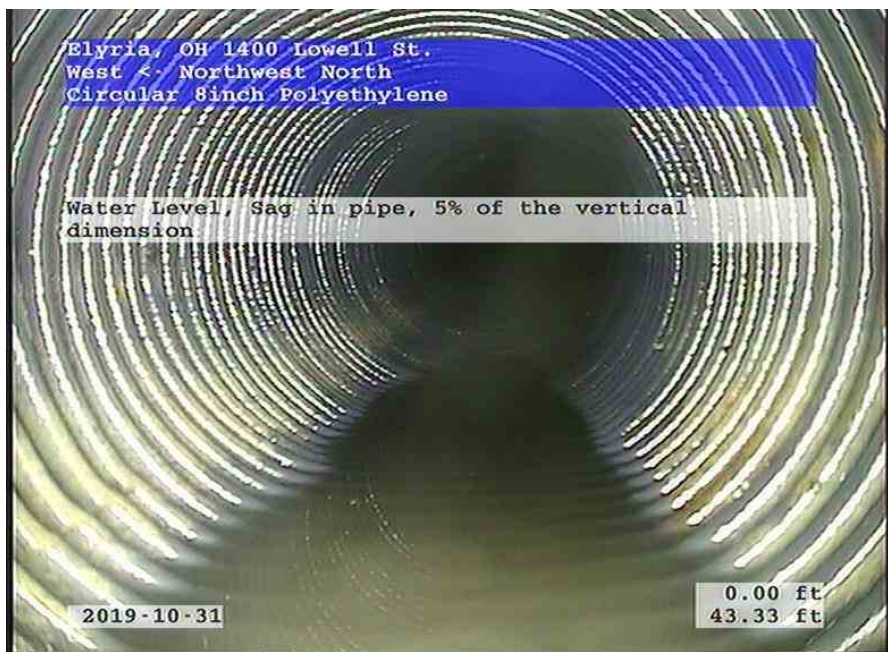 Elyria, OH 1400 Lowell St.
West <- Northwest North
Circular 8inch Polyethylene
Water Level, Sag in pipe, 5% of the vertical
dimension
0.00 ft
2019-10-31
43.33 ft